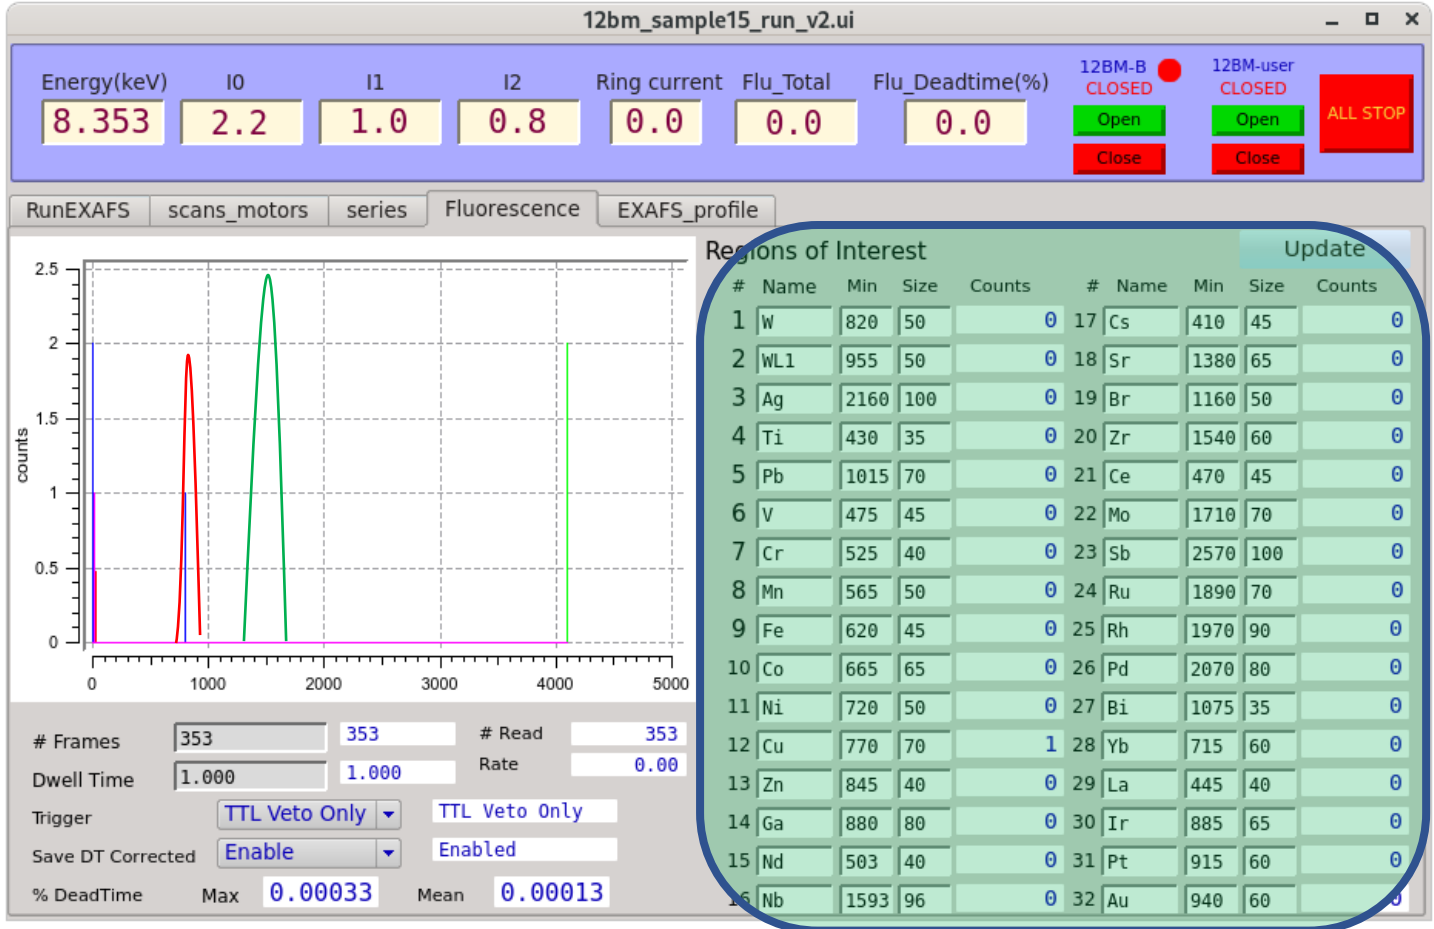 12bm_sample15_run_v2.ui
Energy(keV) I0 I1 I2 Ring current Flu_Total Flu_Deadtime(%)
8.353 2.2 1.0 0.8 0.0 0.0 0.0
12BM-B 12BM-user
CLOSED CLOSED
Open Open
Close Close
ALL STOP
RunEXAFS scans_motors series Fluorescence EXAFS_profile
counts
2.5
2
1.5
1
0.5
0
0 1000 2000 3000 4000 5000
# Frames 353 353 # Read 353
Dwell Time 1.000 1.000 Rate 0.00
Trigger TTL Veto Only TTL Veto Only
Save DT Corrected Enable Enabled
% DeadTime Max 0.00033 Mean 0.00013
Regions of Interest Update
# Name Min Size Counts # Name Min Size Counts
1 W 820 50 0 17 Cs 410 45 0
2 WL1 955 50 0 18 Sr 1380 65 0
3 Ag 2160 100 0 19 Br 1160 50 0
4 Ti 430 35 0 20 Zr 1540 60 0
5 Pb 1015 70 0 21 Ce 470 45 0
6 V 475 45 0 22 Mo 1710 70 0
7 Cr 525 40 0 23 Sb 2570 100 0
8 Mn 565 50 0 24 Ru 1890 70 0
9 Fe 620 45 0 25 Rh 1970 90 0
10 Co 665 65 0 26 Pd 2070 80 0
11 Ni 720 50 0 27 Bi 1075 35 0
12 Cu 770 70 1 28 Yb 715 60 0
13 Zn 845 40 0 29 La 445 40 0
14 Ga 880 80 0 30 Ir 885 65 0
15 Nd 503 40 0 31 Pt 915 60 0
16 Nb 1593 96 0 32 Au 940 60 0